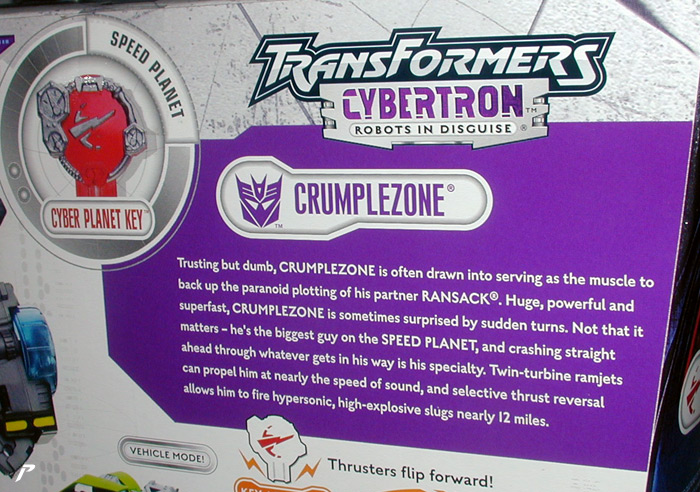 SPEED PLANET
CYBER PLANET KEY™
TRANSFORMERS
CYBERTRON™
ROBOTS IN DISGUISE®
CRUMPLEZONE®
TM
Trusting but dumb, CRUMPLEZONE is often drawn into serving as the muscle to
back up the paranoid plotting of his partner RANSACK®. Huge, powerful and
superfast, CRUMPLEZONE is sometimes surprised by sudden turns. Not that it
matters – he's the biggest guy on the SPEED PLANET, and crashing straight
ahead through whatever gets in his way is his specialty. Twin-turbine ramjets
can propel him at nearly the speed of sound, and selective thrust reversal
allows him to fire hypersonic, high-explosive slugs nearly 12 miles.
VEHICLE MODE!
Thrusters flip forward!